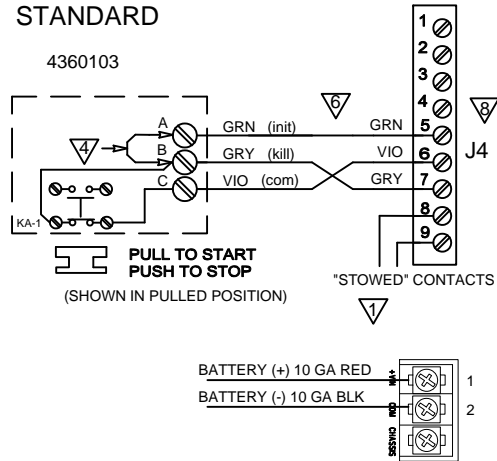 STANDARD
4360103
A GRN (init) GRN
B GRY (kill) VIO
C VIO (com) GRY
6
4
8
J4
KA-1
1
2
3
4
5
6
7
8
9
PULL TO START
PUSH TO STOP
(SHOWN IN PULLED POSITION)
"STOWED" CONTACTS
1
BATTERY (+) 10 GA RED
BATTERY (-) 10 GA BLK
+VIN
COM
CHASSIS
1
2